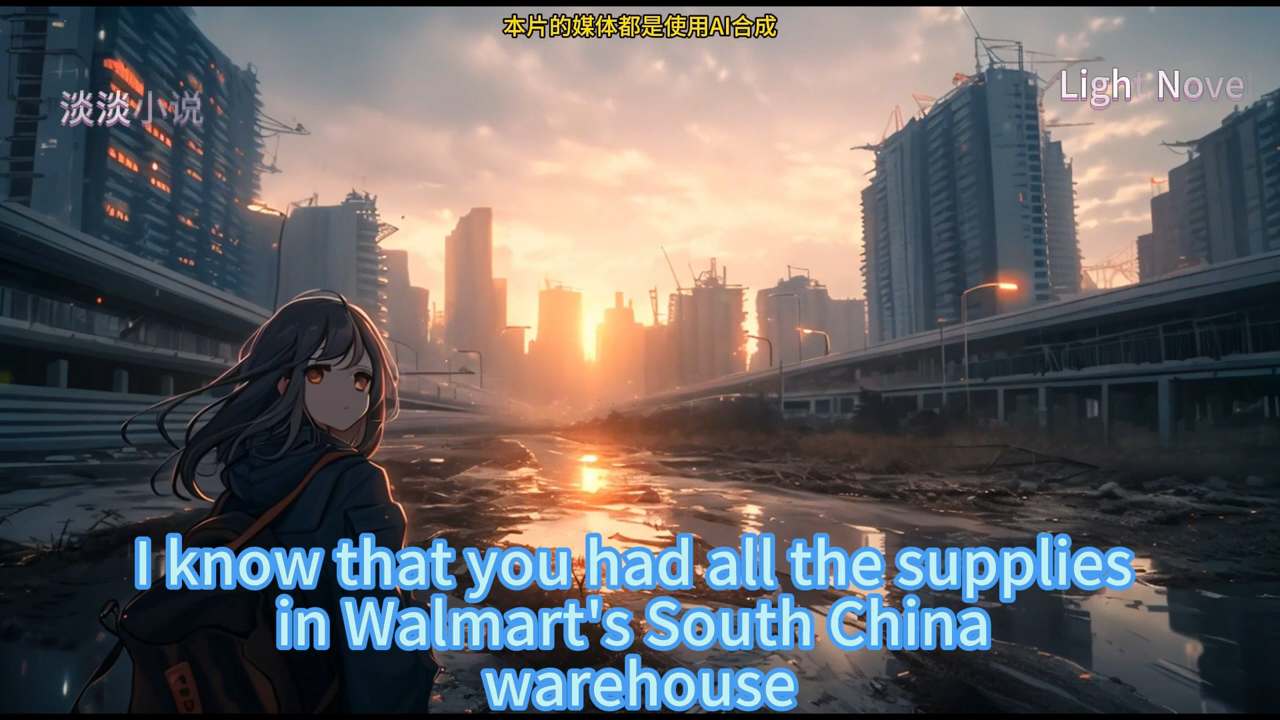 本片的媒体都是使用AI合成
淡淡小说
Light Novel
I know that you had all the supplies
in Walmart's South China
warehouse